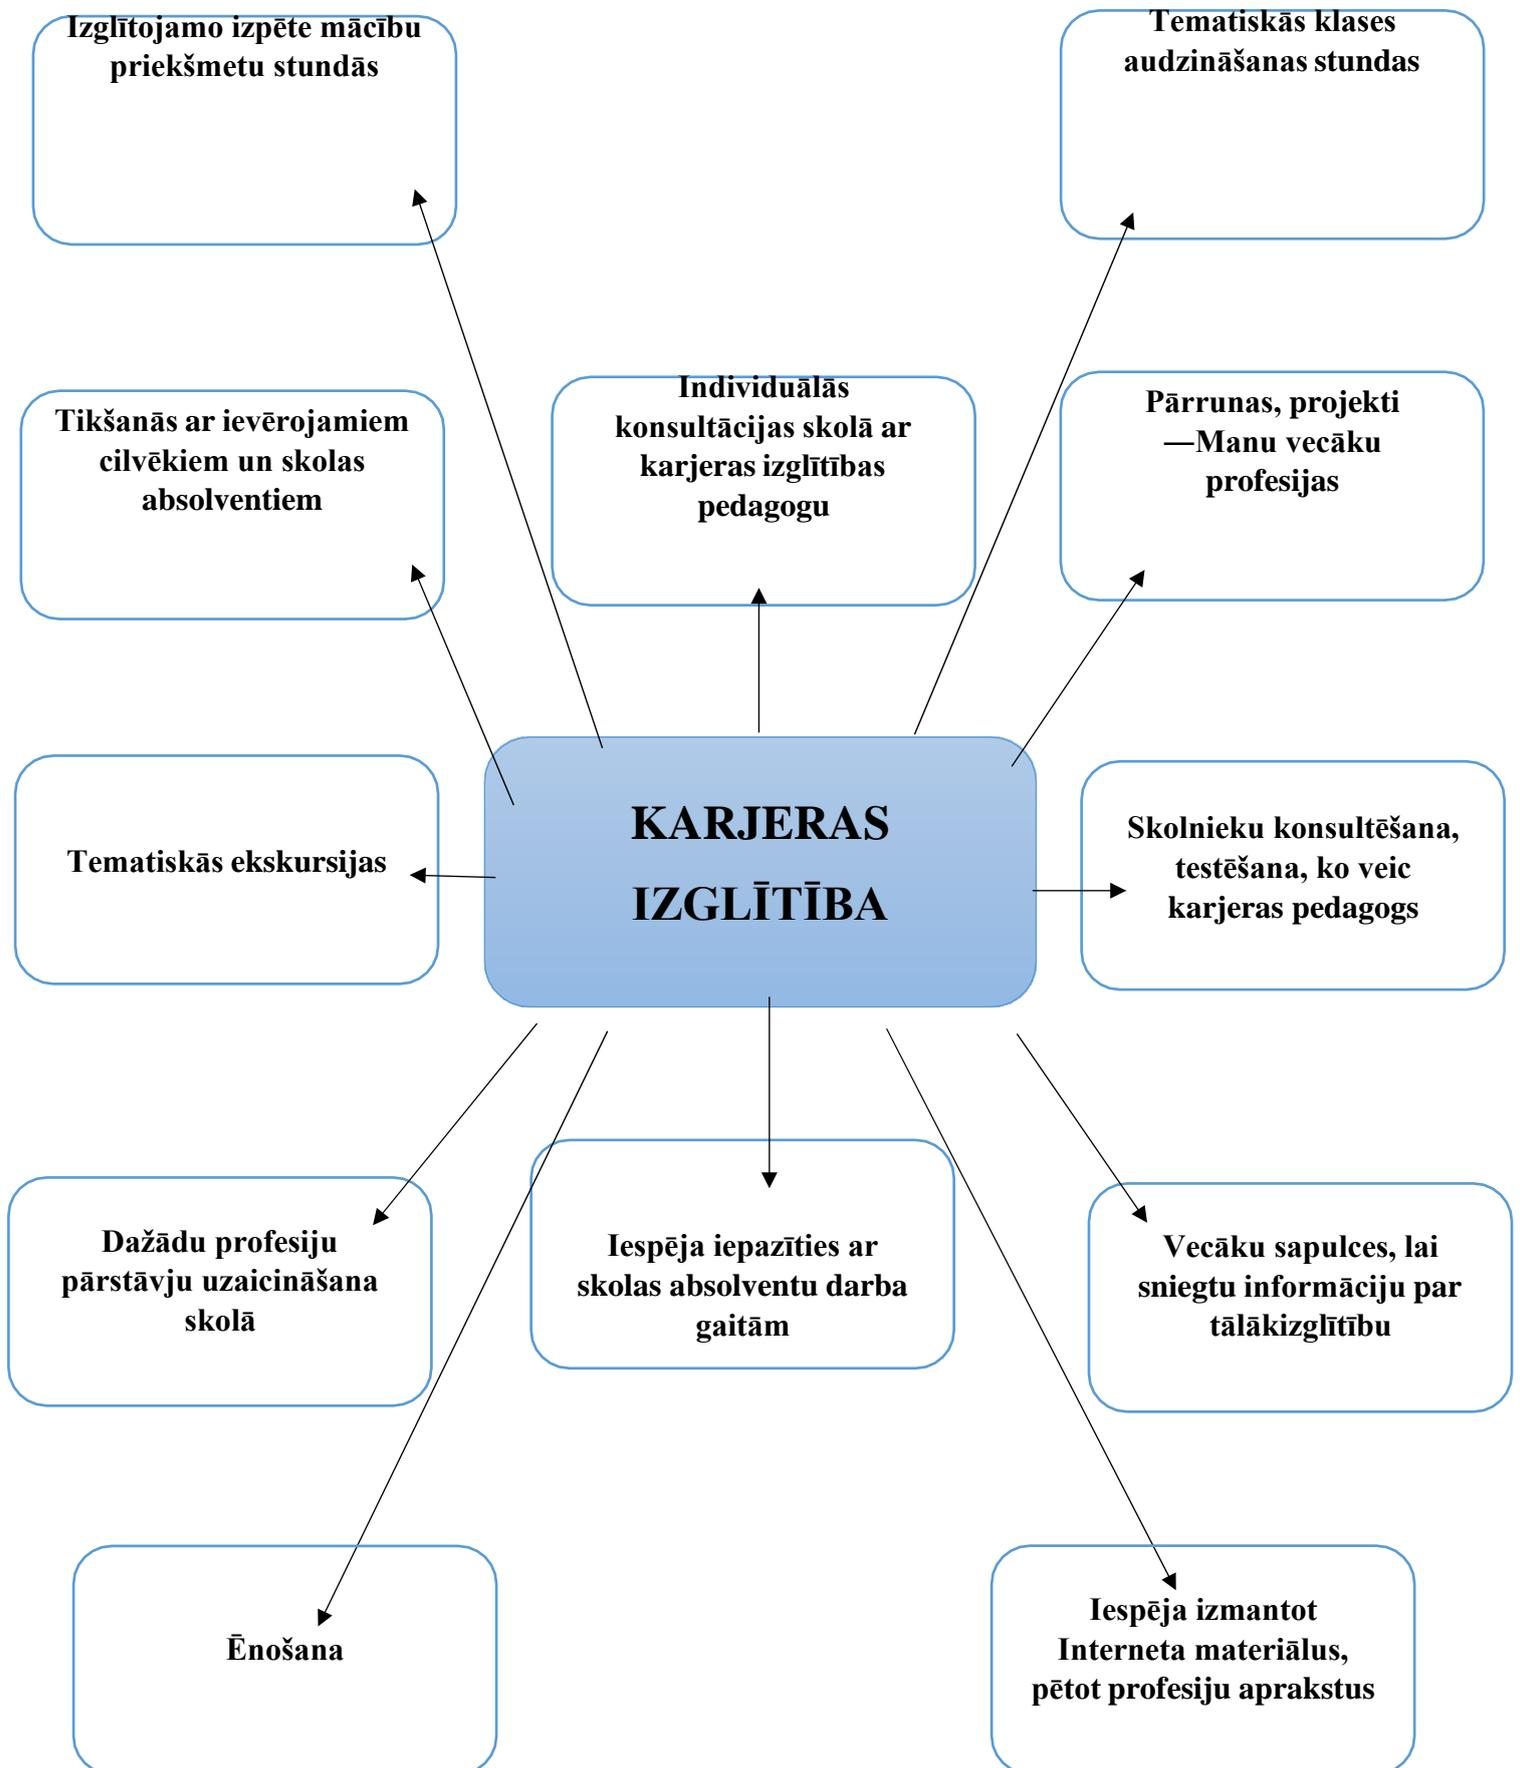 Izglītojamo izpēte mācību
priekšmetu stundās
Tematiskās klases
audzināšanas stundas
Tikšanās ar ievērojamiem
cilvēkiem un skolas
absolventiem
Individuālās
konsultācijas skolā ar
karjeras izglītības
pedagogu
Pārrunas, projekti
―Manu vecāku
profesijas
Tematiskās ekskursijas
KARJERAS
IZGLĪTĪBA
Skolnieku konsultēšana,
testēšana, ko veic
karjeras pedagogs
Dažādu profesiju
pārstāvju uzaicināšana
skolā
Iespēja iepazīties ar
skolas absolventu darba
gaitām
Vecāku sapulces, lai
sniegtu informāciju par
tālākizglītību
Ēnošana
Iespēja izmantot
Interneta materiālus,
pētot profesiju aprakstus